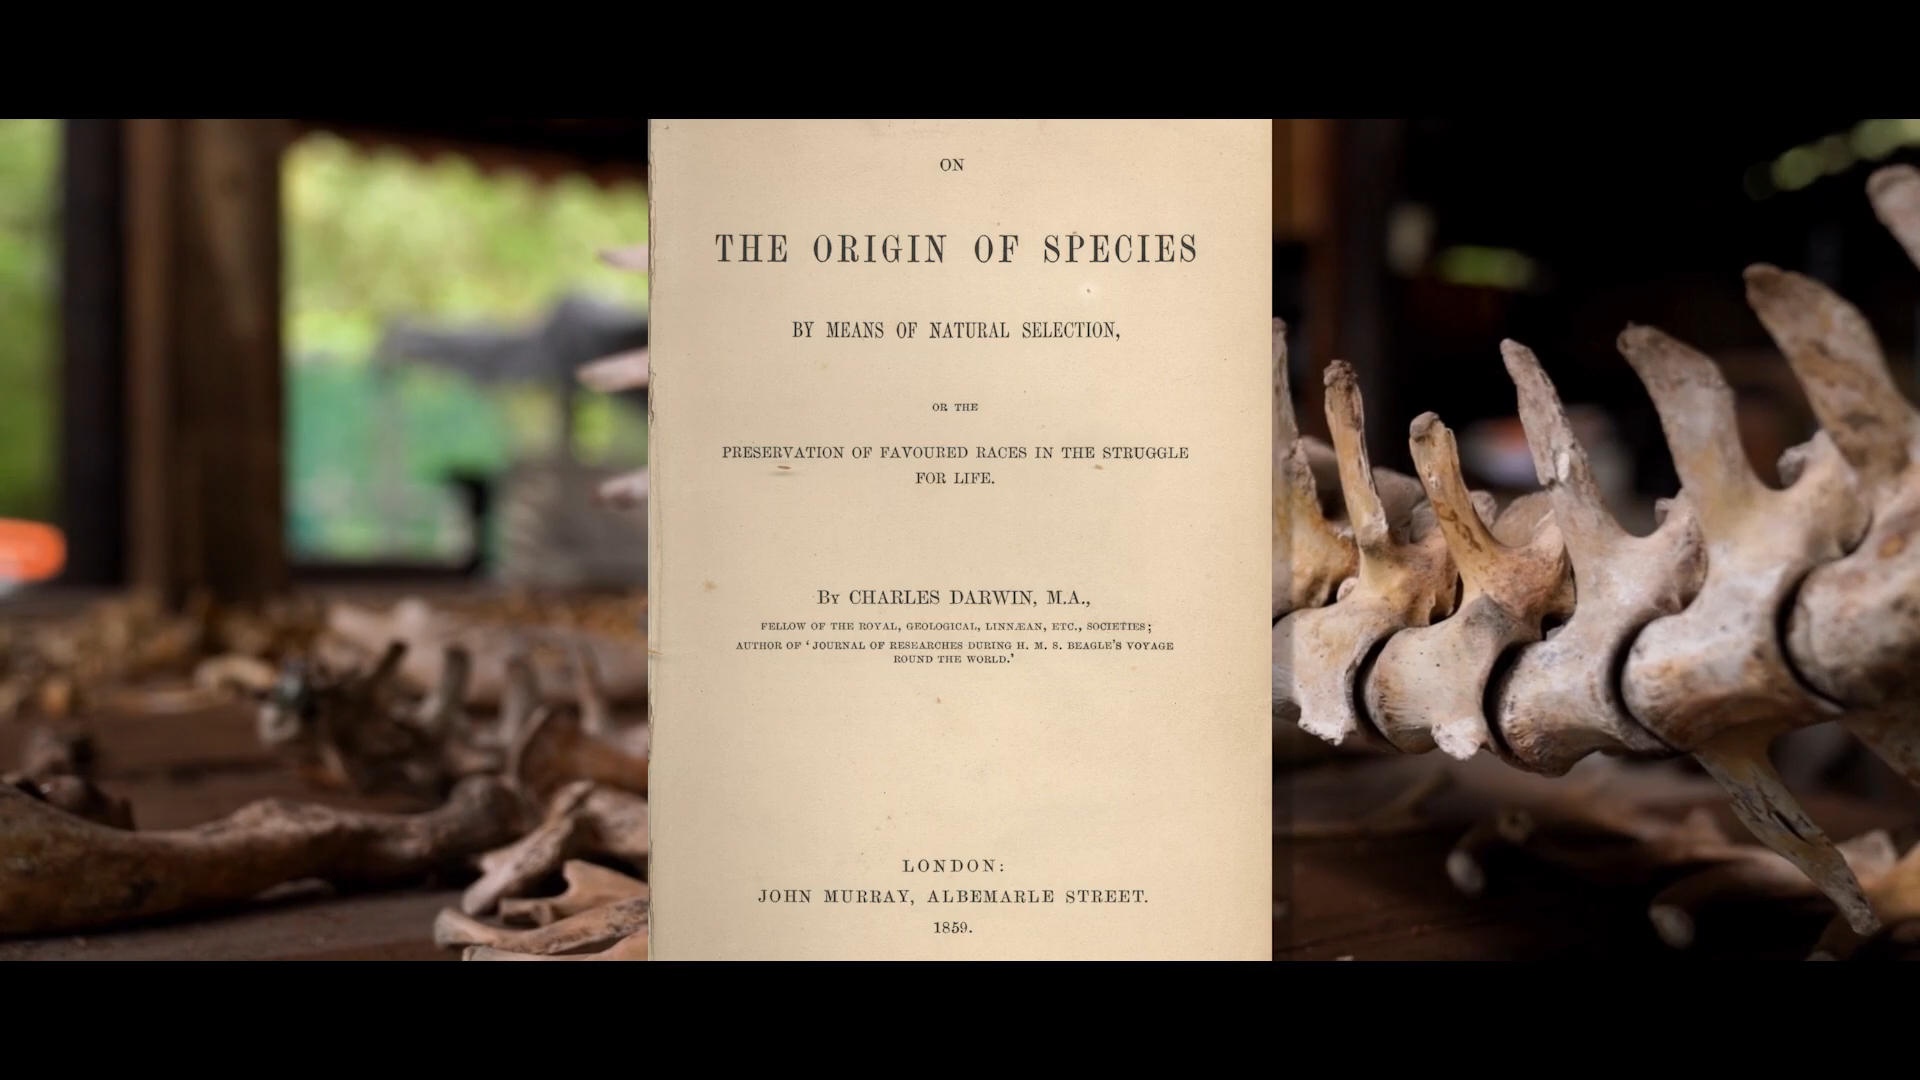 ON
THE ORIGIN OF SPECIES
BY MEANS OF NATURAL SELECTION,
OR THE
PRESERVATION OF FAVOURED RACES IN THE STRUGGLE
FOR LIFE.
BY CHARLES DARWIN, M.A.,
FELLOW OF THE ROYAL, GEOLOGICAL, LINNÆAN, ETC., SOCIETIES;
AUTHOR OF 'JOURNAL OF RESEARCHES DURING H. M. S. BEAGLE'S VOYAGE
ROUND THE WORLD.'
LONDON:
JOHN MURRAY, ALBEMARLE STREET.
1859.